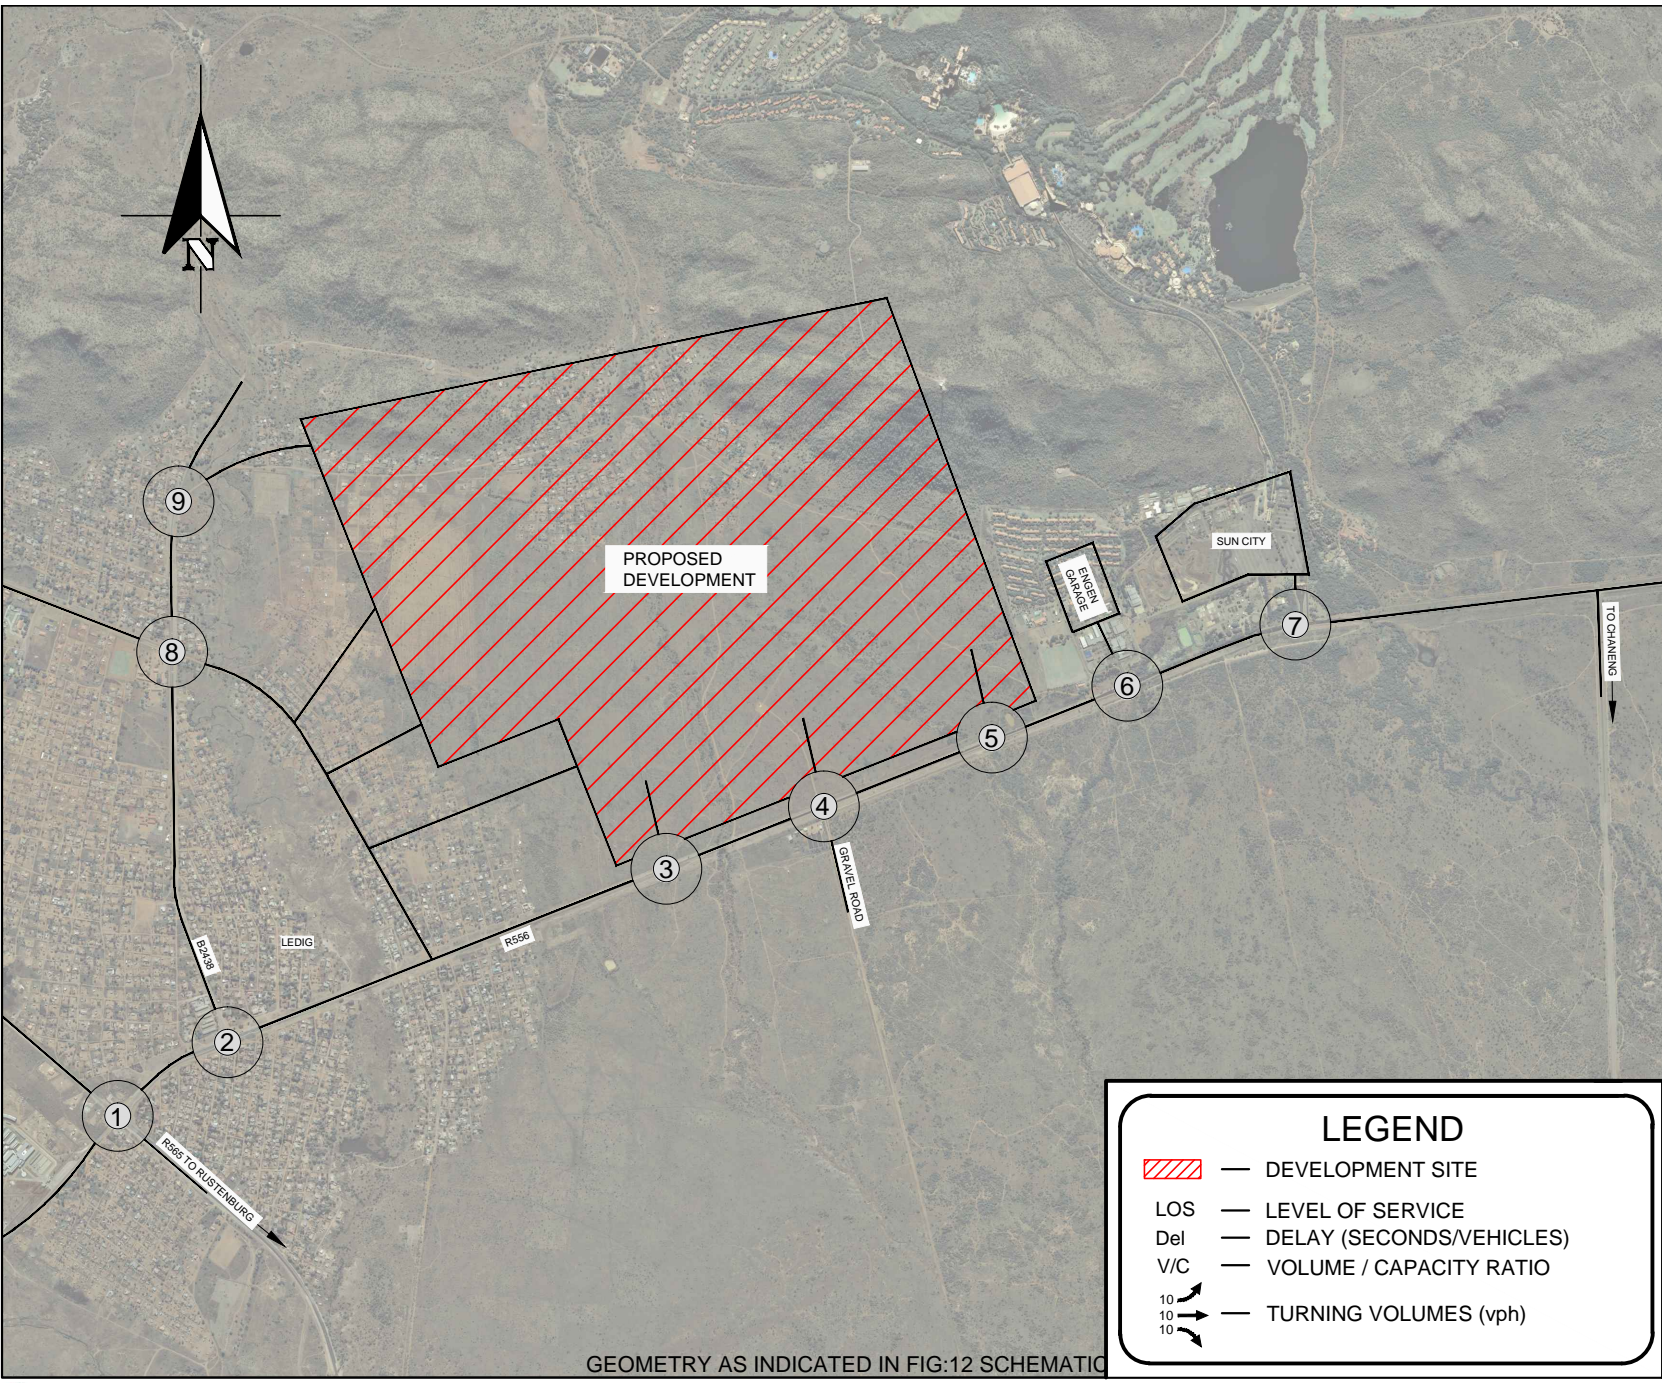 N
9
PROPOSED
DEVELOPMENT
SUN CITY
ENGEN
GARAGE
7
TO CHANENG
8
6
5
4
3
GRAVEL ROAD
R556
LEDIG
B2438
2
1
R565 TO RUSTENBURG
LEGEND
DEVELOPMENT SITE
LOS — LEVEL OF SERVICE
Del — DELAY (SECONDS/VEHICLES)
V/C — VOLUME / CAPACITY RATIO
10
10 — TURNING VOLUMES (vph)
10
GEOMETRY AS INDICATED IN FIG:12 SCHEMATIC